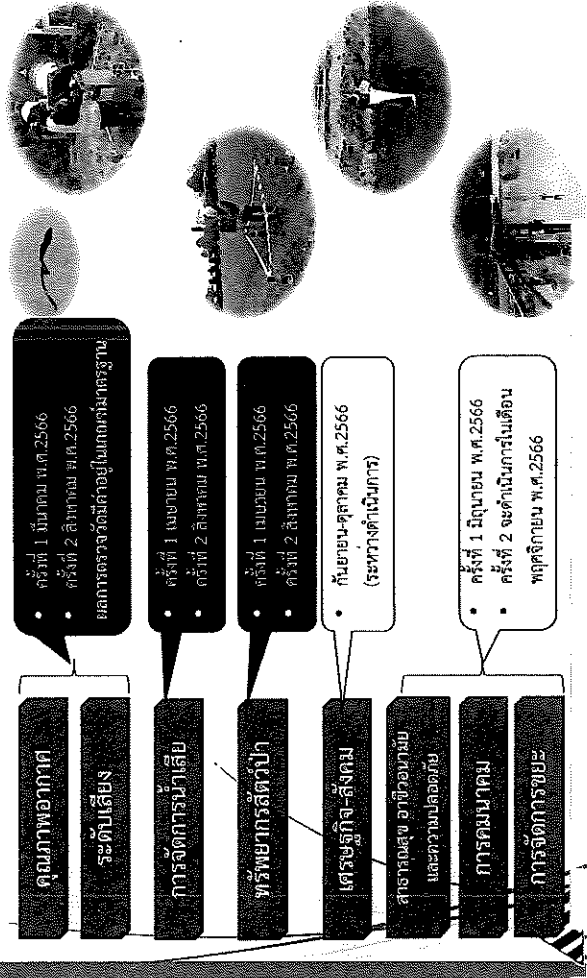 คุณภาพอากาศ
ระดับเสียง
• ครั้งที่ 1 มีนาคม พ.ศ.2566
• ครั้งที่ 2 สิงหาคม พ.ศ.2566
ผลการตรวจวัดมีค่าอยู่ในเกณฑ์มาตรฐาน
การจัดการน้ำเสีย
• ครั้งที่ 1 เมษายน พ.ศ.2566
• ครั้งที่ 2 สิงหาคม พ.ศ.2566
ทรัพยากรสัตว์ป่า
• ครั้งที่ 1 เมษายน พ.ศ.2566
• ครั้งที่ 2 สิงหาคม พ.ศ.2566
เศรษฐกิจ-สังคม
• กันยายน-ตุลาคม พ.ศ.2566
(ระหว่างดำเนินการ)
สาธารณสุข อาชีวอนามัย
และความปลอดภัย
การคมนาคม
การจัดการขยะ
• ครั้งที่ 1 มิถุนายน พ.ศ.2566
• ครั้งที่ 2 จะดำเนินการในเดือน
พฤศจิกายน พ.ศ.2566